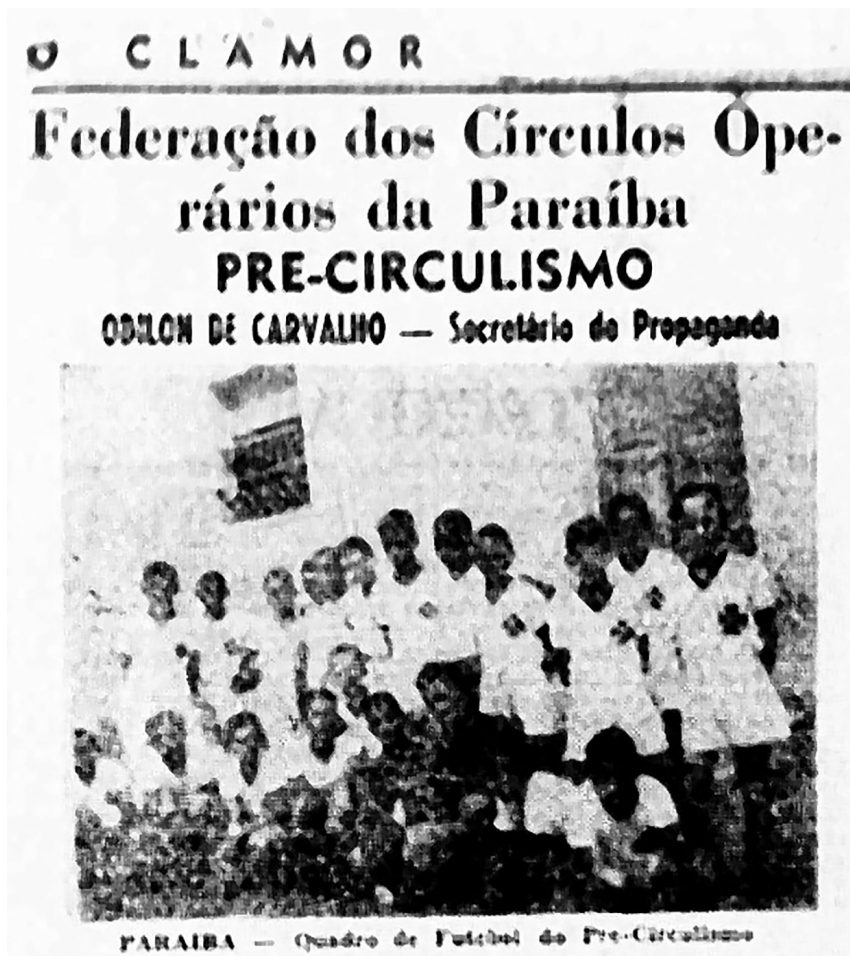 O CLAMOR
Federação dos Círculos Ope-
rários da Paraíba
PRE-CIRCULISMO
ODILON DE CARVALHO — Secretário de Propaganda
PARAIBA — Quadro de Futebol do Pre-Circulismo